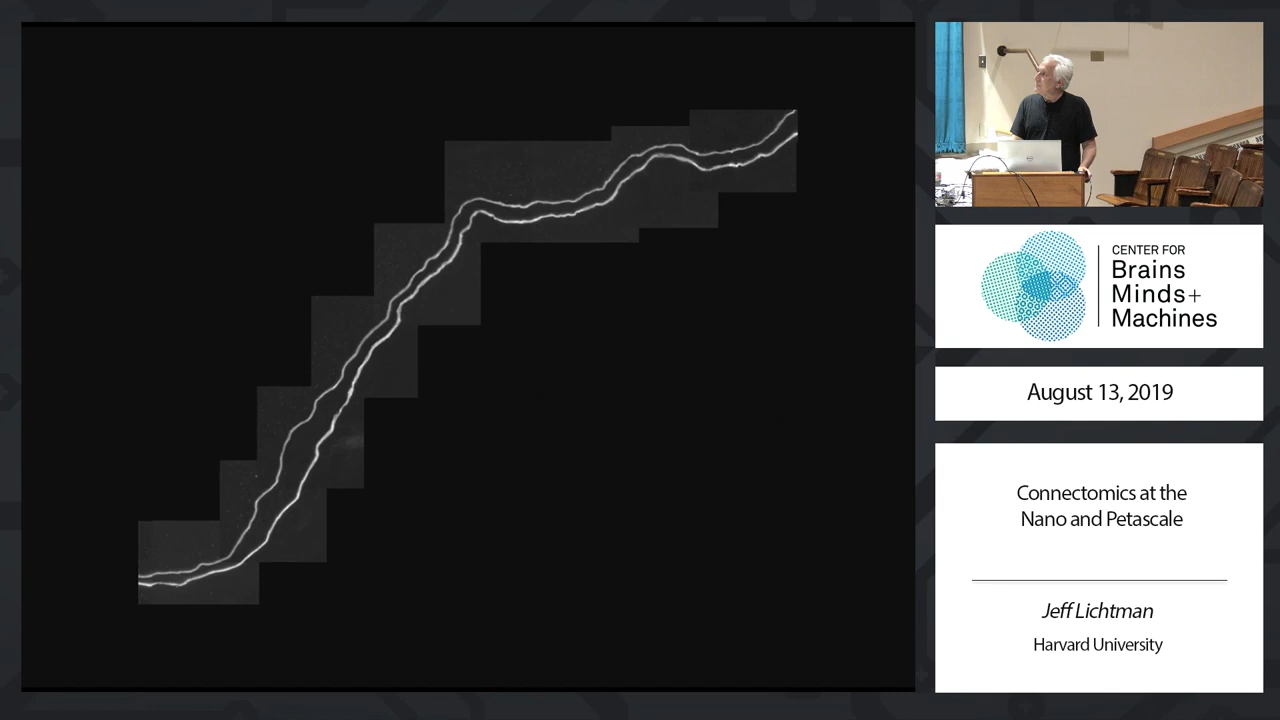 CENTER FOR
Brains
Minds+
Machines
August 13, 2019
Connectomics at the
Nano and Petascale
Jeff Lichtman
Harvard University